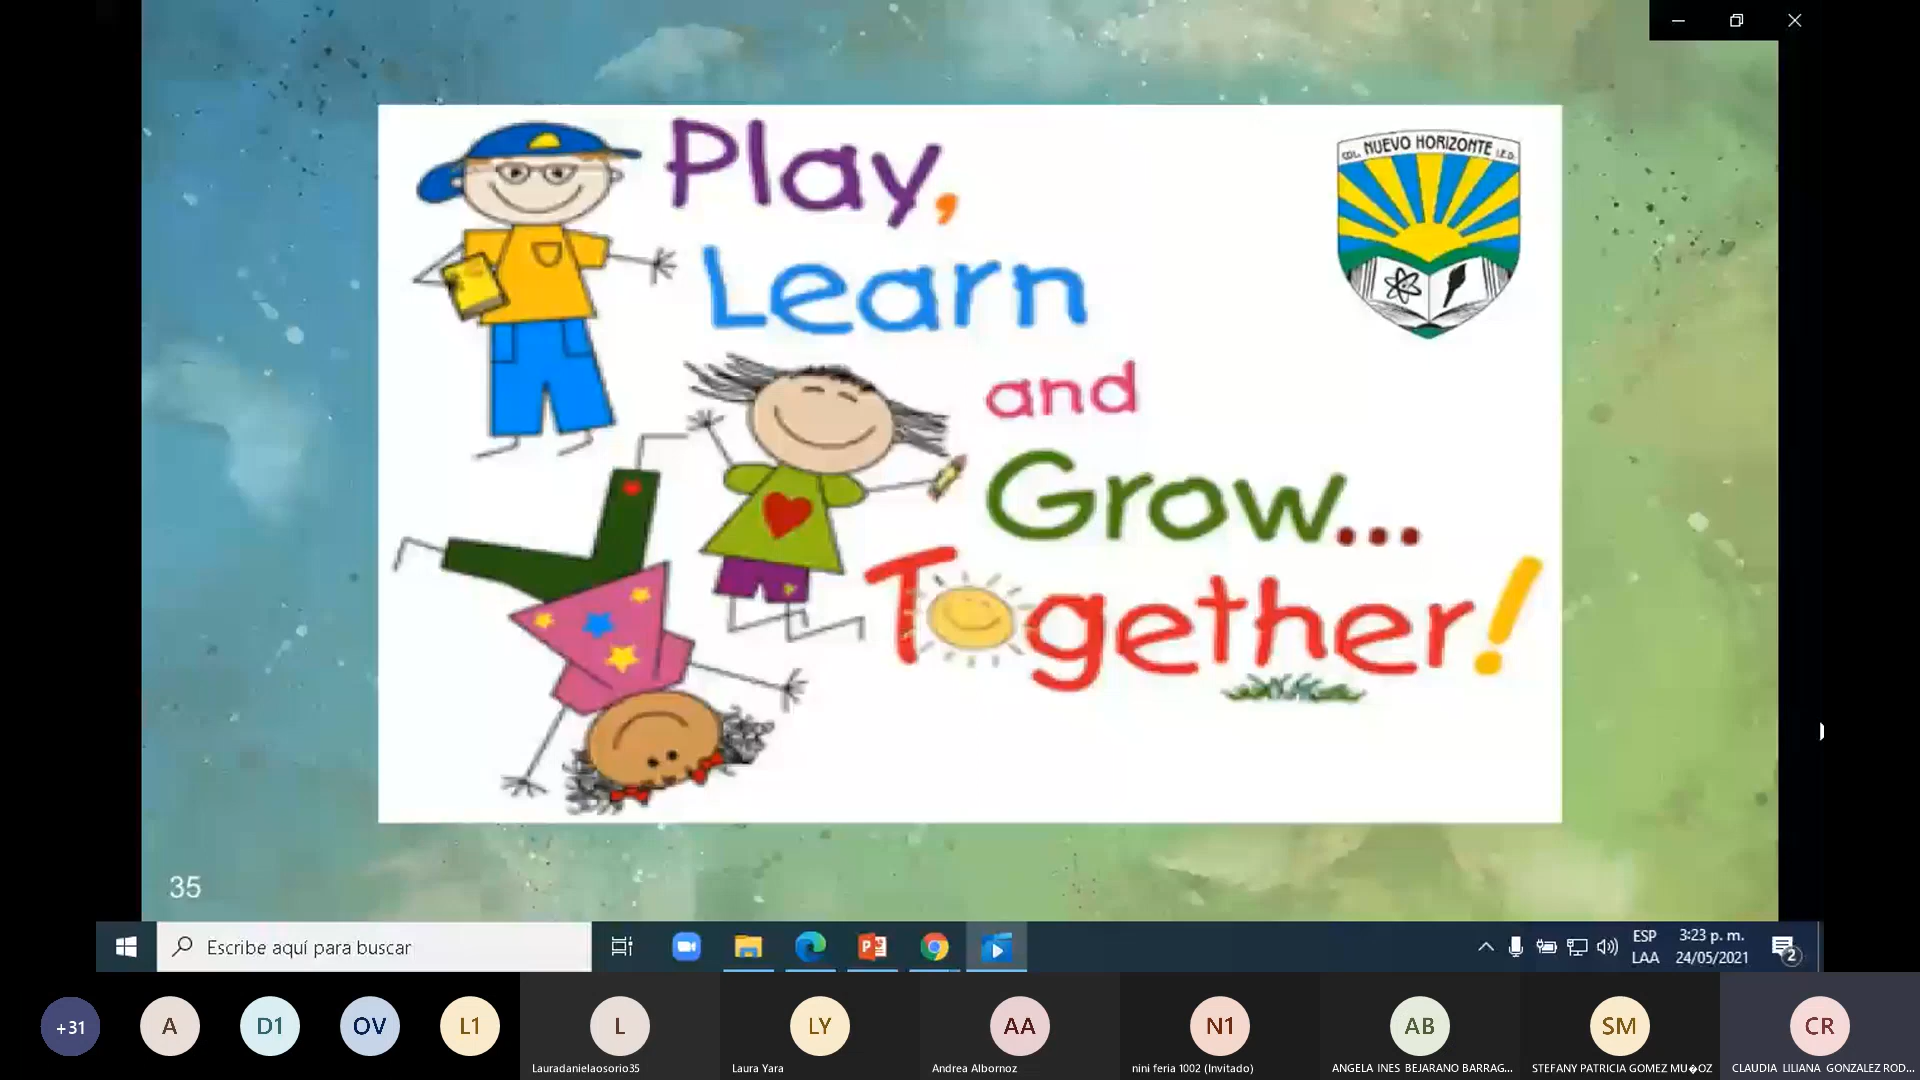 Play,
Learn
and
Grow...
Together!
COL. NUEVO HORIZONTE I.E.D.
35
Escribe aquí para buscar
ESP
LAA
3:23 p. m.
24/05/2021
2
+31
A
D1
OV
L1
L
LY
AA
N1
AB
SM
CR
Lauradanielaosorio35
Laura Yara
Andrea Albornoz
nini feria 1002 (Invitado)
ANGELA INES BEJARANO BARRAG...
STEFANY PATRICIA GOMEZ MU�OZ
CLAUDIA LILIANA GONZALEZ ROD...